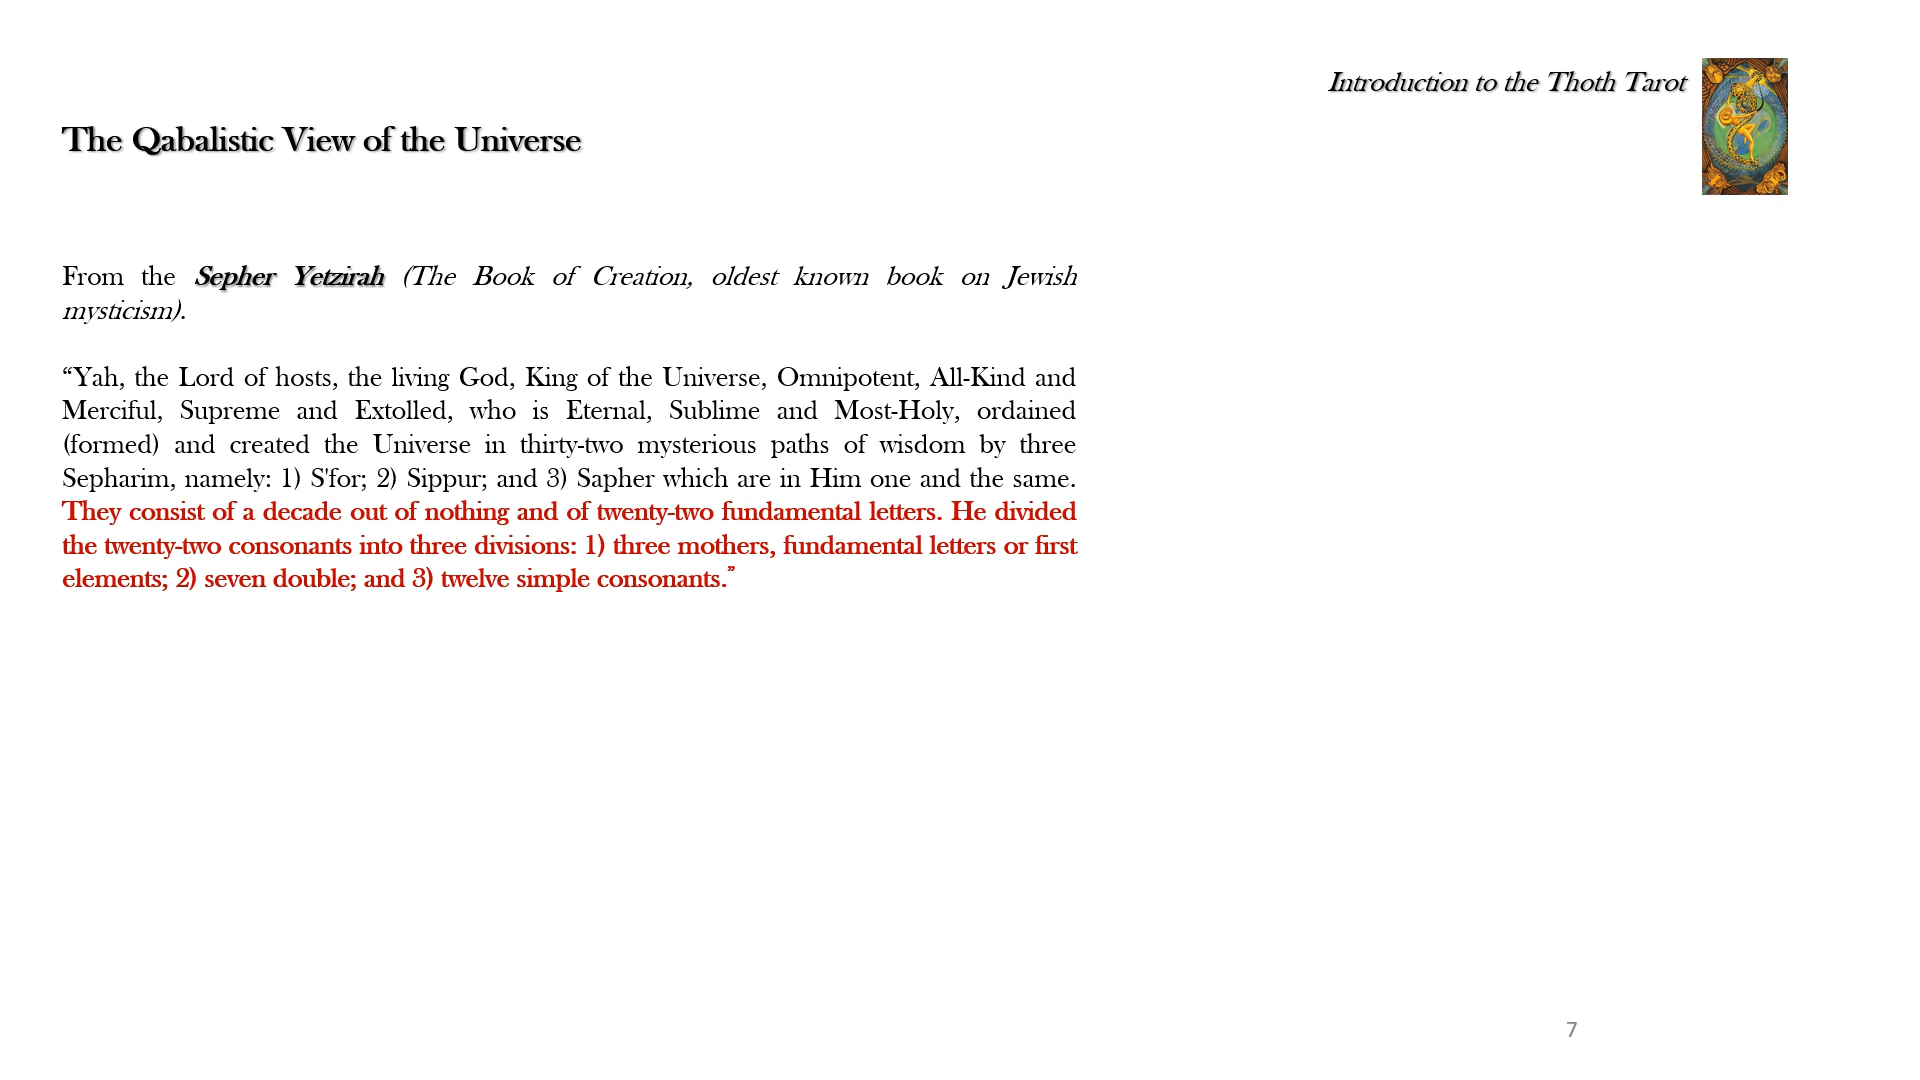 Introduction to the Thoth Tarot
The Qabalistic View of the Universe
From the Sepher Yetzirah (The Book of Creation, oldest known book on Jewish
mysticism).
“Yah, the Lord of hosts, the living God, King of the Universe, Omnipotent, All-Kind and
Merciful, Supreme and Extolled, who is Eternal, Sublime and Most-Holy, ordained
(formed) and created the Universe in thirty-two mysterious paths of wisdom by three
Sepharim, namely: 1) S'for; 2) Sippur; and 3) Sapher which are in Him one and the same.
They consist of a decade out of nothing and of twenty-two fundamental letters. He divided
the twenty-two consonants into three divisions: 1) three mothers, fundamental letters or first
elements; 2) seven double; and 3) twelve simple consonants.”
7